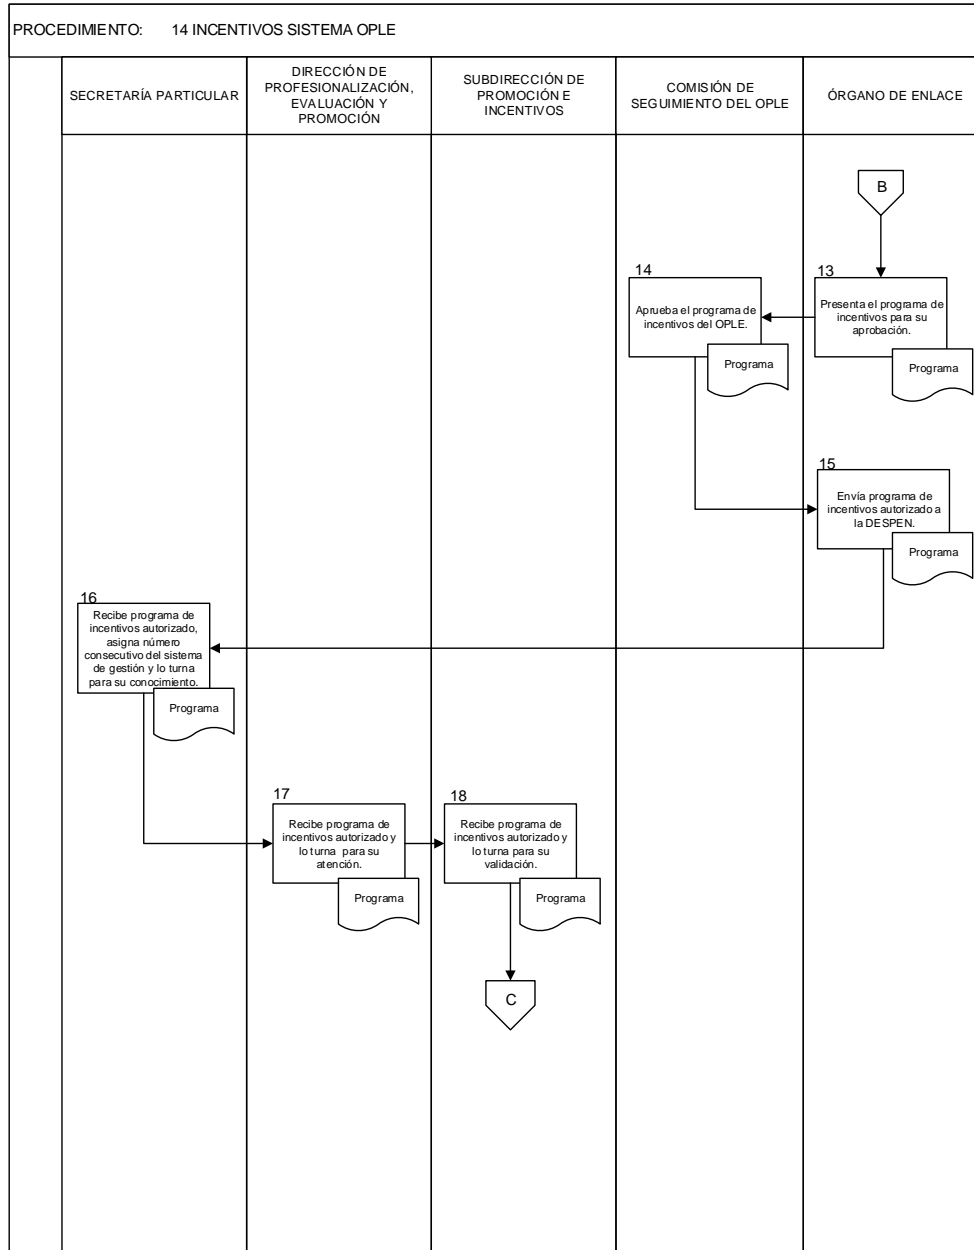 PROCEDIMIENTO: 14 INCENTIVOS SISTEMA OPLE
SECRETARÍA PARTICULAR
DIRECCIÓN DE
PROFESIONALIZACIÓN,
EVALUACIÓN Y
PROMOCIÓN
SUBDIRECCIÓN DE
PROMOCIÓN E
INCENTIVOS
COMISIÓN DE
SEGUIMIENTO DEL OPLE
ÓRGANO DE ENLACE
B
13
Presenta el programa de
incentivos para su
aprobación.
Programa
14
Aprueba el programa de
incentivos del OPLE.
Programa
15
Envía programa de
incentivos autorizado a
la DESPEN.
Programa
16
Recibe programa de
incentivos autorizado,
asigna número
consecutivo del sistema
de gestión y lo turna
para su conocimiento.
Programa
17
Recibe programa de
incentivos autorizado y
lo turna para su
atención.
Programa
18
Recibe programa de
incentivos autorizado y
lo turna para su
validación.
Programa
C